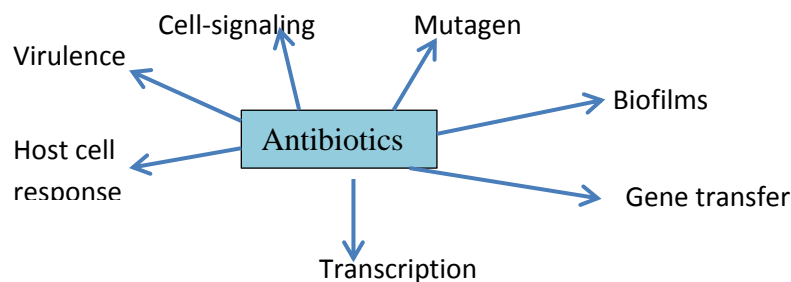 Cell-signaling
Mutagen
Virulence
Biofilms
Antibiotics
Host cell
response
Gene transfer
Transcription